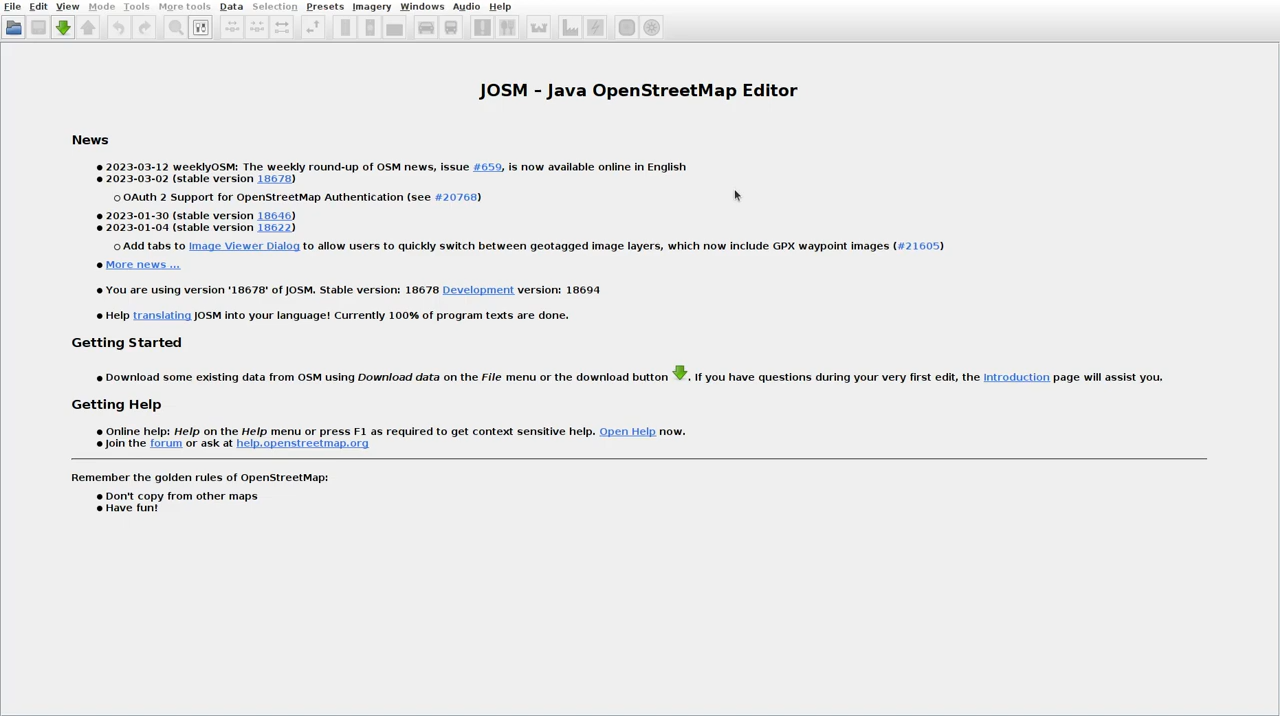 File Edit View Mode Tools More tools Data Selection Presets Imagery Windows Audio Help
JOSM – Java OpenStreetMap Editor
News
2023-03-12 weeklyOSM: The weekly round-up of OSM news, issue #659, is now available online in English
2023-03-02 (stable version 18678)
OAuth 2 Support for OpenStreetMap Authentication (see #20768)
2023-01-30 (stable version 18646)
2023-01-04 (stable version 18622)
Add tabs to Image Viewer Dialog to allow users to quickly switch between geotagged image layers, which now include GPX waypoint images (#21605)
More news ...
You are using version '18678' of JOSM. Stable version: 18678 Development version: 18694
Help translating JOSM into your language! Currently 100% of program texts are done.
Getting Started
Download some existing data from OSM using Download data on the File menu or the download button . If you have questions during your very first edit, the Introduction page will assist you.
Getting Help
Online help: Help on the Help menu or press F1 as required to get context sensitive help. Open Help now.
Join the forum or ask at help.openstreetmap.org
Remember the golden rules of OpenStreetMap:
Don't copy from other maps
Have fun!